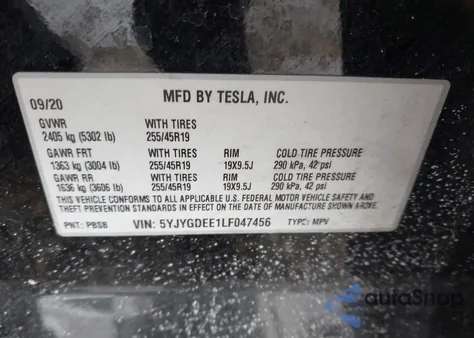 09/20 MFD BY TESLA, INC.
GVWR WITH TIRES
2405 kg (5302 lb) 255/45R19
GAWR FRT WITH TIRES RIM COLD TIRE PRESSURE
1363 kg (3004 lb) 255/45R19 19X9.5J 290 kPa, 42 psi
GAWR RR WITH TIRES RIM COLD TIRE PRESSURE
1636 kg (3606 lb) 255/45R19 19X9.5J 290 kPa, 42 psi
THIS VEHICLE CONFORMS TO ALL APPLICABLE U.S. FEDERAL MOTOR VEHICLE SAFETY AND
THEFT PREVENTION STANDARDS IN EFFECT ON THE DATE OF MANUFACTURE SHOWN ABOVE.
PNT: PBSB VIN: 5YJYGDEE1LF047456 TYPE: MPV
autoSnap